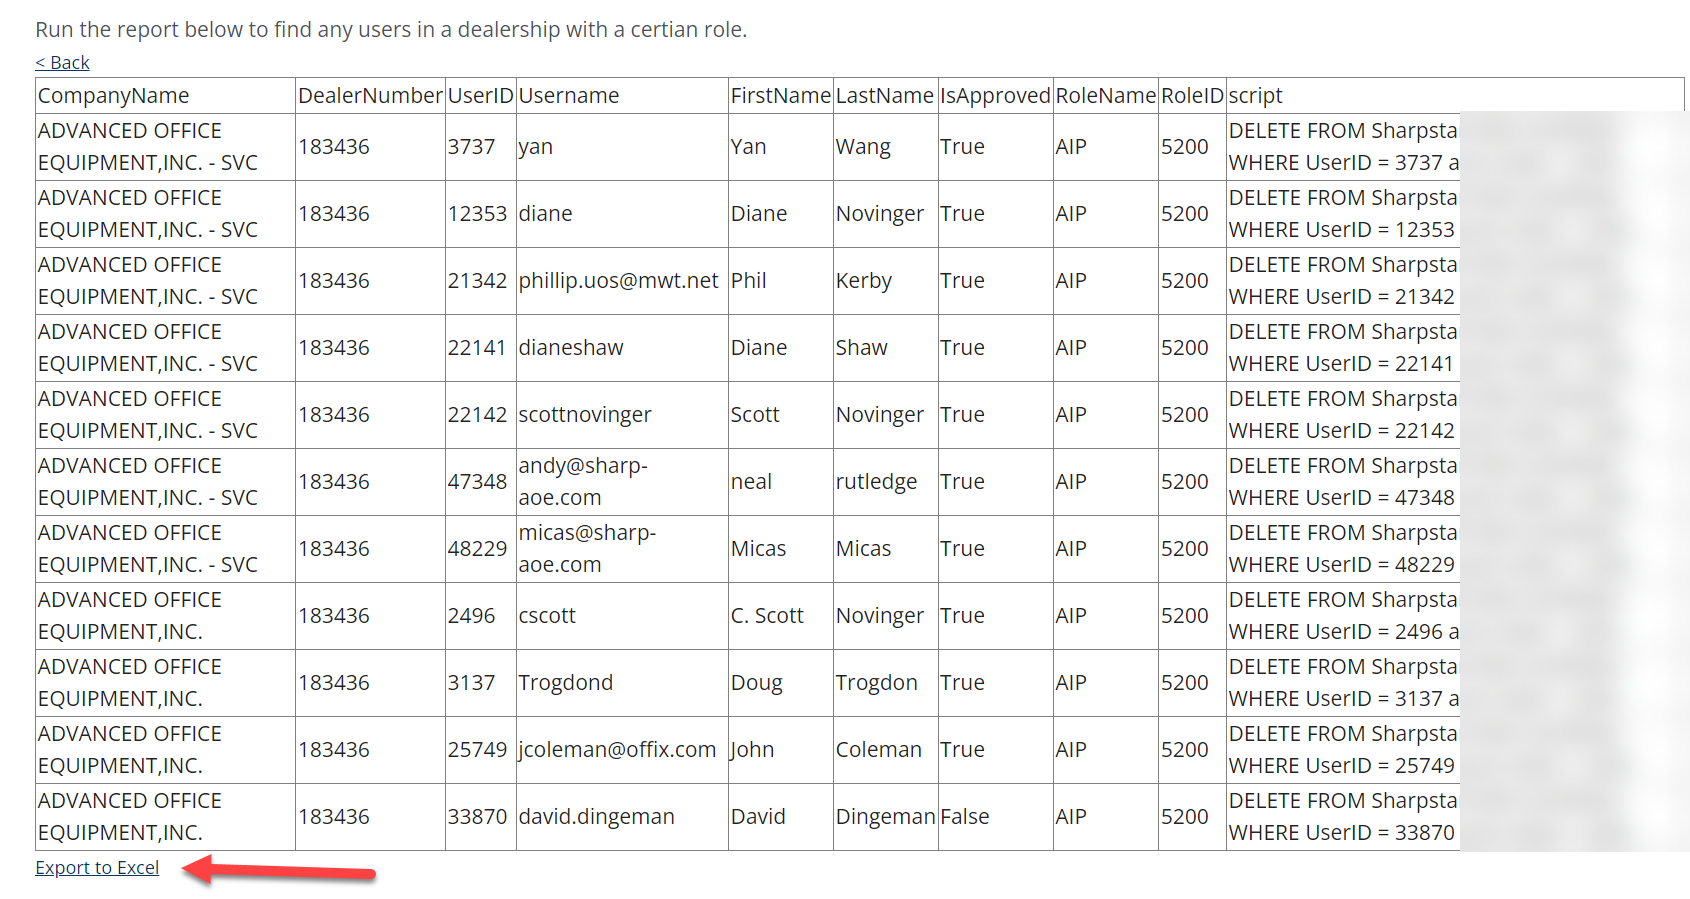 Run the report below to find any users in a dealership with a certian role.
< Back
CompanyName DealerNumber UserID Username FirstName LastName IsApproved RoleName RoleID script
ADVANCED OFFICE EQUIPMENT,INC. - SVC 183436 3737 yan Yan Wang True AIP 5200 DELETE FROM Sharpsta WHERE UserID = 3737 a
ADVANCED OFFICE EQUIPMENT,INC. - SVC 183436 12353 diane Diane Novinger True AIP 5200 DELETE FROM Sharpsta WHERE UserID = 12353
ADVANCED OFFICE EQUIPMENT,INC. - SVC 183436 21342 phillip.uos@mwt.net Phil Kerby True AIP 5200 DELETE FROM Sharpsta WHERE UserID = 21342
ADVANCED OFFICE EQUIPMENT,INC. - SVC 183436 22141 dianeshaw Diane Shaw True AIP 5200 DELETE FROM Sharpsta WHERE UserID = 22141
ADVANCED OFFICE EQUIPMENT,INC. - SVC 183436 22142 scottnovinger Scott Novinger True AIP 5200 DELETE FROM Sharpsta WHERE UserID = 22142
ADVANCED OFFICE EQUIPMENT,INC. - SVC 183436 47348 andy@sharp-aoe.com neal rutledge True AIP 5200 DELETE FROM Sharpsta WHERE UserID = 47348
ADVANCED OFFICE EQUIPMENT,INC. - SVC 183436 48229 micas@sharp-aoe.com Micas Micas True AIP 5200 DELETE FROM Sharpsta WHERE UserID = 48229
ADVANCED OFFICE EQUIPMENT,INC. 183436 2496 cscott C. Scott Novinger True AIP 5200 DELETE FROM Sharpsta WHERE UserID = 2496 a
ADVANCED OFFICE EQUIPMENT,INC. 183436 3137 Trogdond Doug Trogdon True AIP 5200 DELETE FROM Sharpsta WHERE UserID = 3137 a
ADVANCED OFFICE EQUIPMENT,INC. 183436 25749 jcoleman@offix.com John Coleman True AIP 5200 DELETE FROM Sharpsta WHERE UserID = 25749
ADVANCED OFFICE EQUIPMENT,INC. 183436 33870 david.dingeman David Dingeman False AIP 5200 DELETE FROM Sharpsta WHERE UserID = 33870
Export to Excel